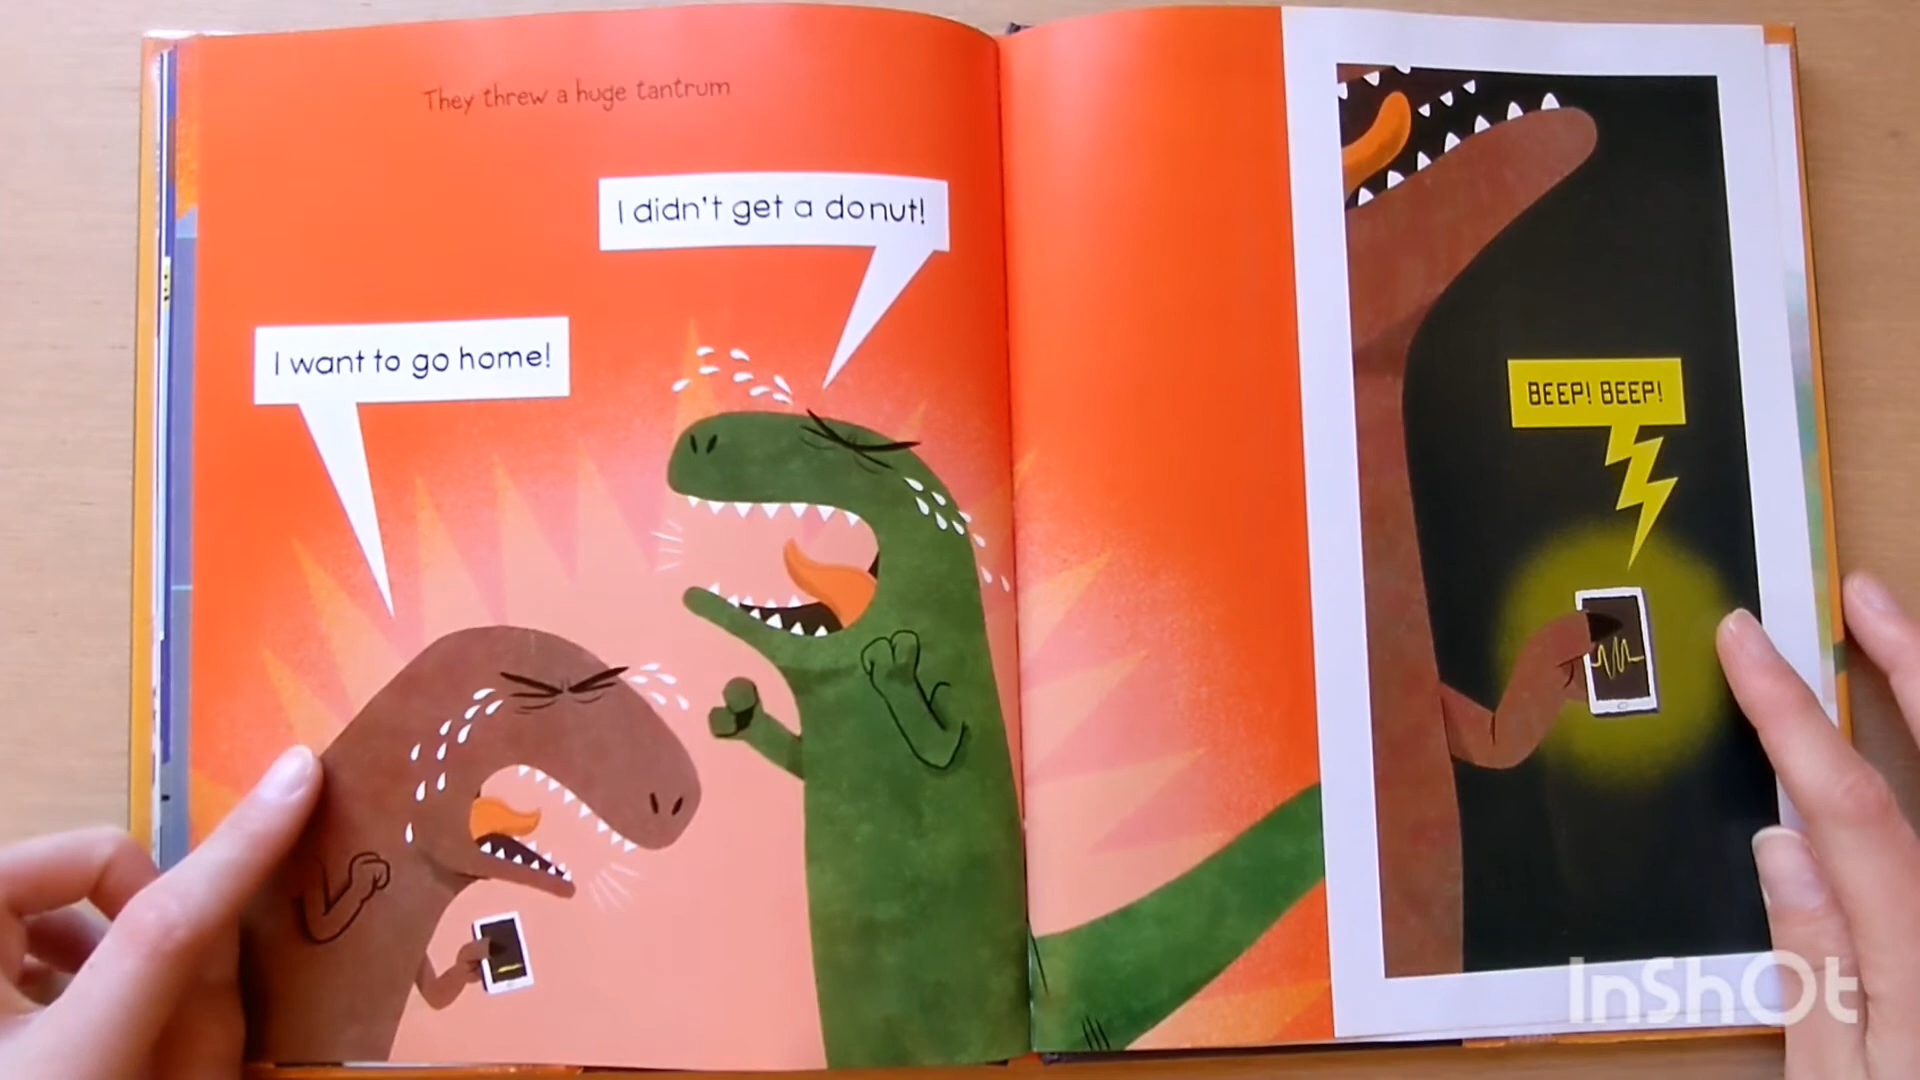 They threw a huge tantrum
I didn't get a donut!
I want to go home!
BEEP! BEEP!
InShOt